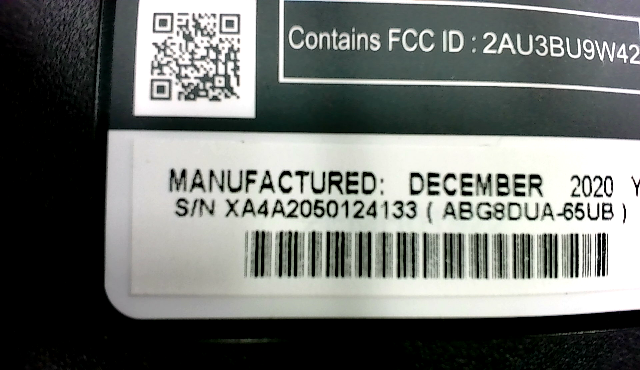 Contains FCC ID : 2AU3BU9W42
MANUFACTURED: DECEMBER 2020 Y
S/N XA4A2050124133 ( ABG8DUA-65UB )